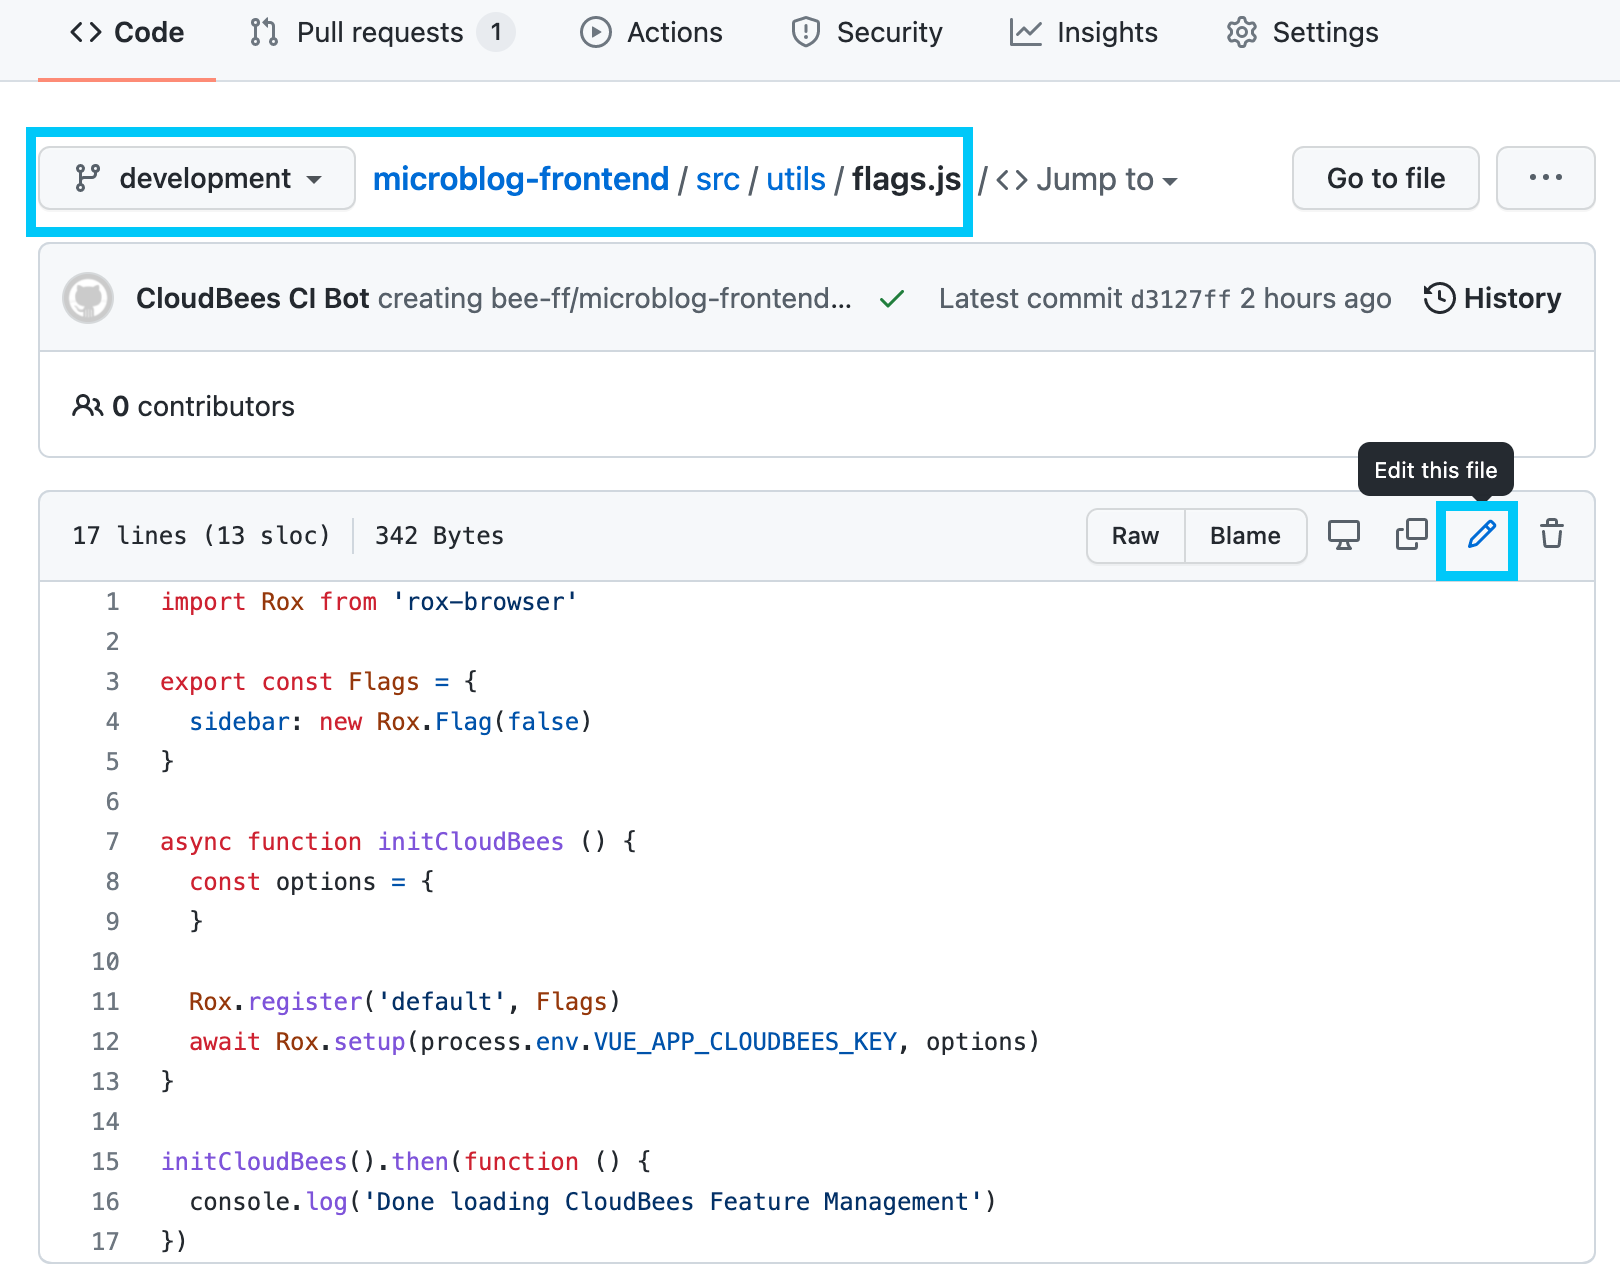 <> Code Pull requests 1 Actions Security Insights Settings
development microblog-frontend / src / utils / flags.js / <> Jump to Go to file ...
CloudBees CI Bot creating bee-ff/microblog-frontend... ✓ Latest commit d3127ff 2 hours ago History
0 contributors
Edit this file
17 lines (13 sloc) 342 Bytes Raw Blame
1 import Rox from 'rox-browser'
2
3 export const Flags = {
4   sidebar: new Rox.Flag(false)
5 }
6
7 async function initCloudBees () {
8   const options = {
9   }
10
11   Rox.register('default', Flags)
12   await Rox.setup(process.env.VUE_APP_CLOUDBEES_KEY, options)
13 }
14
15 initCloudBees().then(function () {
16   console.log('Done loading CloudBees Feature Management')
17 })